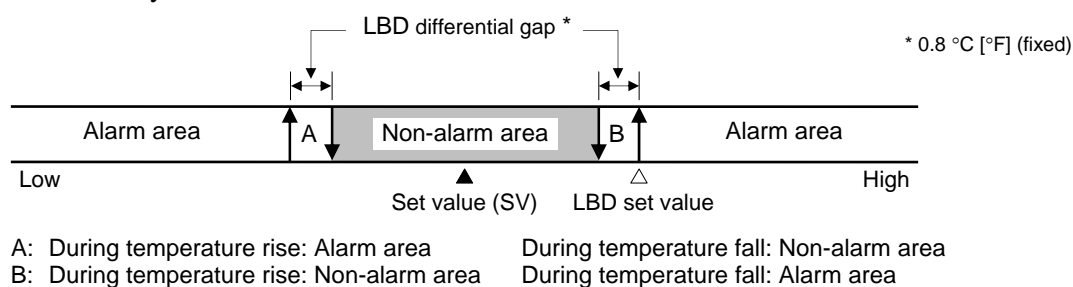 LBD differential gap *
* 0.8 °C [°F] (fixed)
Alarm area A Non-alarm area B Alarm area
Low High
Set value (SV) LBD set value
A: During temperature rise: Alarm area During temperature fall: Non-alarm area
B: During temperature rise: Non-alarm area During temperature fall: Alarm area